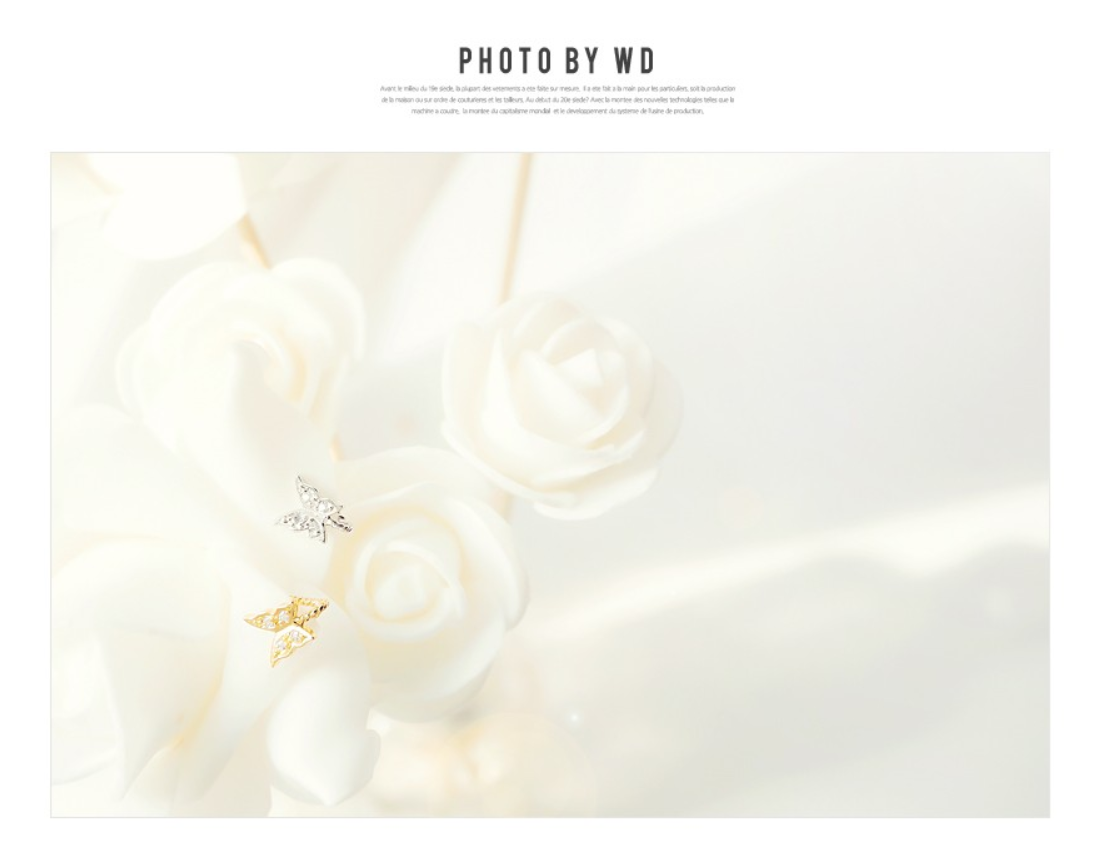 PHOTO BY WD
Avant le milieu du 19e siecle, la plupart des vetements a ete faite sur mesure. Il a ete fait a la main pour les particuliers, soit la production
de la maison ou sur ordre de couturieres et les tailleurs, Au debut du 20e siecle? Avec la montee des nouvelles technologies telles que la
machine a coudre, la montee du capitalisme mondial et le developpement du systeme de l'usine de production,